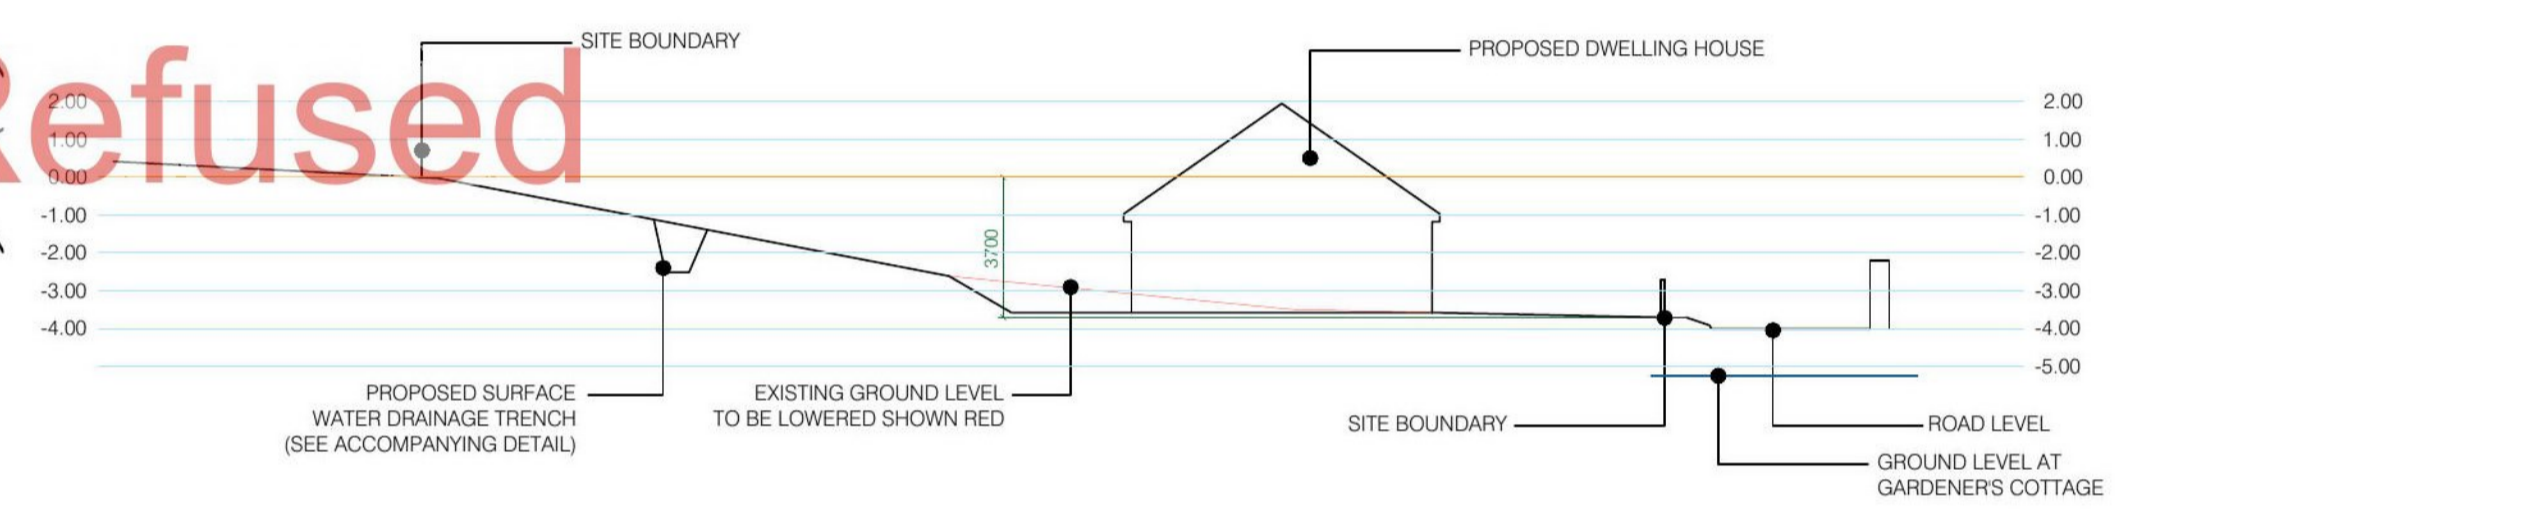 SITE BOUNDARY
PROPOSED DWELLING HOUSE
Refused
2.00
1.00
0.00
-1.00
-2.00
-3.00
-4.00
2.00
1.00
0.00
-1.00
-2.00
-3.00
-4.00
-5.00
3700
PROPOSED SURFACE
WATER DRAINAGE TRENCH
(SEE ACCOMPANYING DETAIL)
EXISTING GROUND LEVEL
TO BE LOWERED SHOWN RED
SITE BOUNDARY
ROAD LEVEL
GROUND LEVEL AT
GARDENER'S COTTAGE